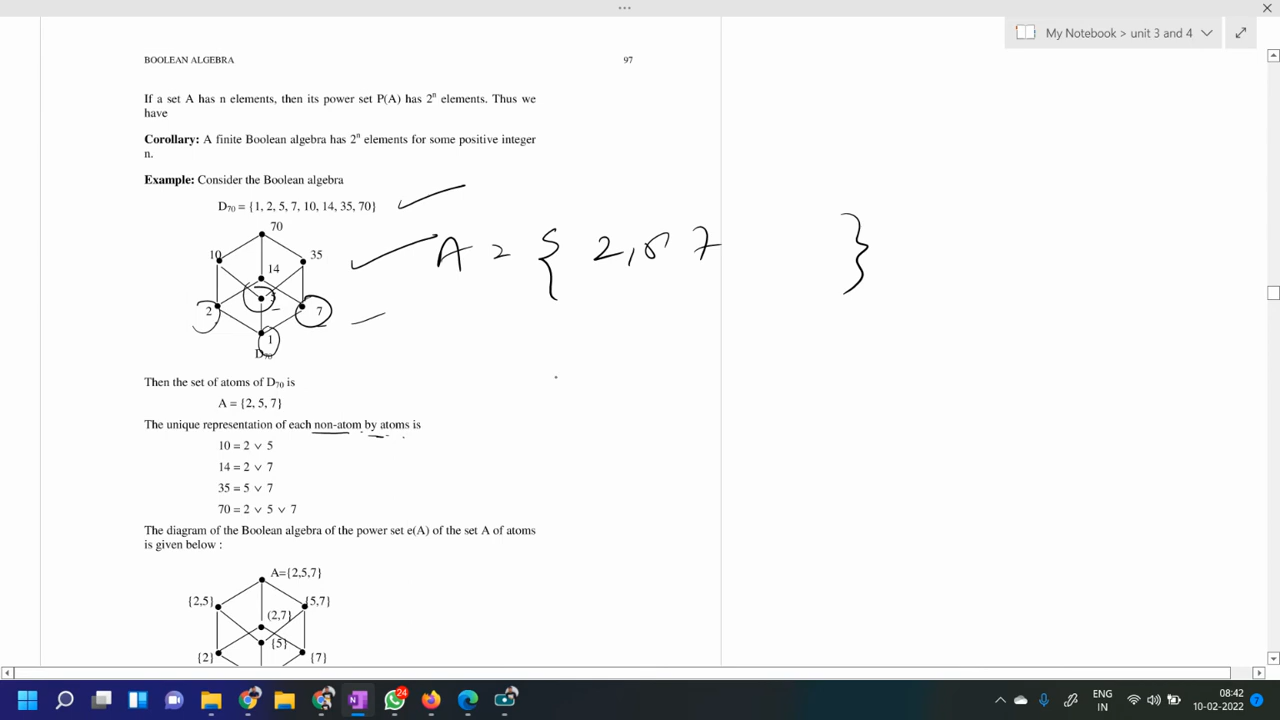 My Notebook > unit 3 and 4
BOOLEAN ALGEBRA 97
If a set A has n elements, then its power set P(A) has 2ⁿ elements. Thus we
have
Corollary: A finite Boolean algebra has 2ⁿ elements for some positive integer
n.
Example: Consider the Boolean algebra
D₇₀ = {1, 2, 5, 7, 10, 14, 35, 70}
70
10 35
14
2 7
1
D₇₀
A = { 2, 5 7 }
Then the set of atoms of D₇₀ is
A = {2, 5, 7}
The unique representation of each non-atom by atoms is
10 = 2 ∨ 5
14 = 2 ∨ 7
35 = 5 ∨ 7
70 = 2 ∨ 5 ∨ 7
The diagram of the Boolean algebra of the power set e(A) of the set A of atoms
is given below :
A={2,5,7}
{2,5} {5,7}
(2,7}
{5}
{2} {7}
24
ENG
IN
08:42
10-02-2022
7